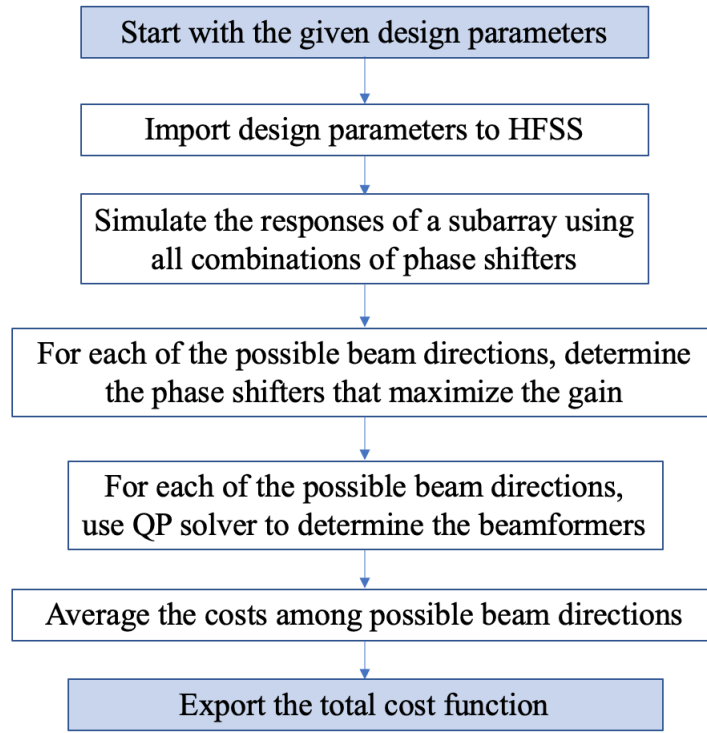 Start with the given design parameters
Import design parameters to HFSS
Simulate the responses of a subarray using
all combinations of phase shifters
For each of the possible beam directions, determine
the phase shifters that maximize the gain
For each of the possible beam directions,
use QP solver to determine the beamformers
Average the costs among possible beam directions
Export the total cost function